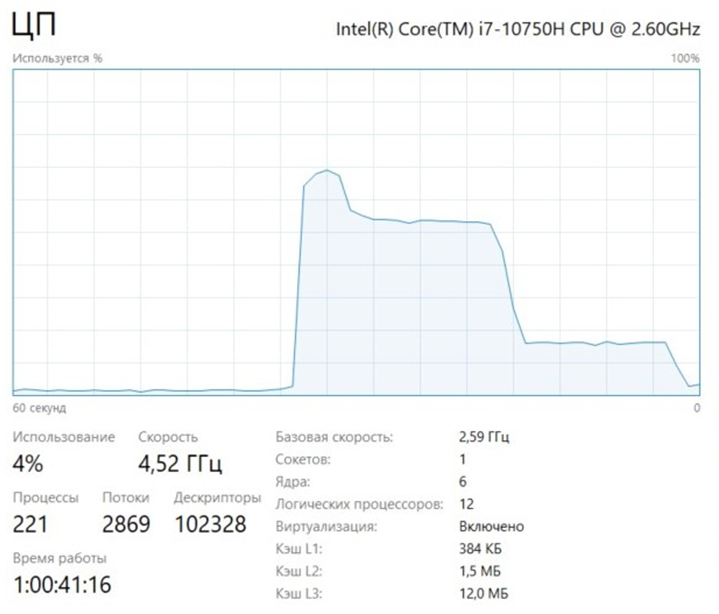 ЦП
Intel(R) Core(TM) i7-10750H CPU @ 2.60GHz
Используется %
100%
60 секунд
0
Использование
Скорость
4%
4,52 ГГц
Процессы
Потоки
Дескрипторы
221
2869
102328
Время работы
1:00:41:16
Базовая скорость: 2,59 ГГц
Сокетов: 1
Ядра: 6
Логических процессоров: 12
Виртуализация: Включено
Кэш L1: 384 КБ
Кэш L2: 1,5 МБ
Кэш L3: 12,0 МБ